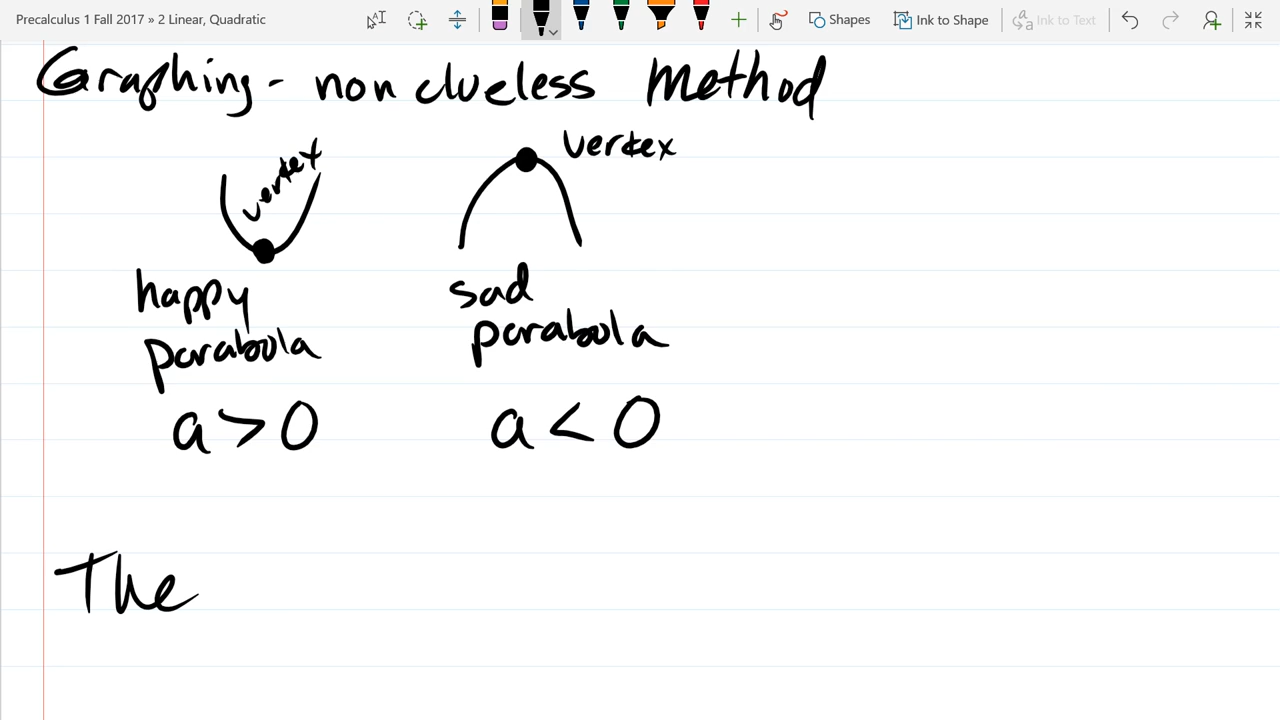 Precalculus 1 Fall 2017 » 2 Linear, Quadratic
Shapes
Ink to Shape
Ink to Text
Graphing - non clueless Method
vertex
vertex
happy
parabola
sad
parabola
a > 0
a < 0
The